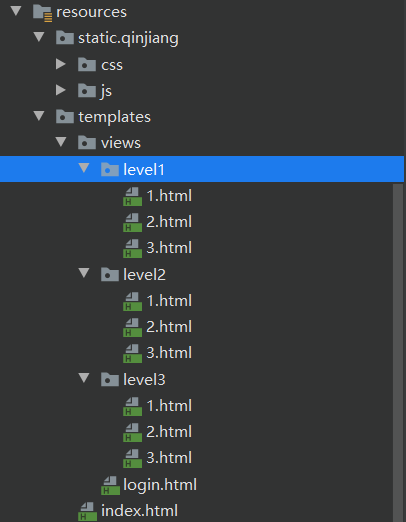 resources
static.qinjiang
css
js
templates
views
level1
1.html
2.html
3.html
level2
1.html
2.html
3.html
level3
1.html
2.html
3.html
login.html
index.html